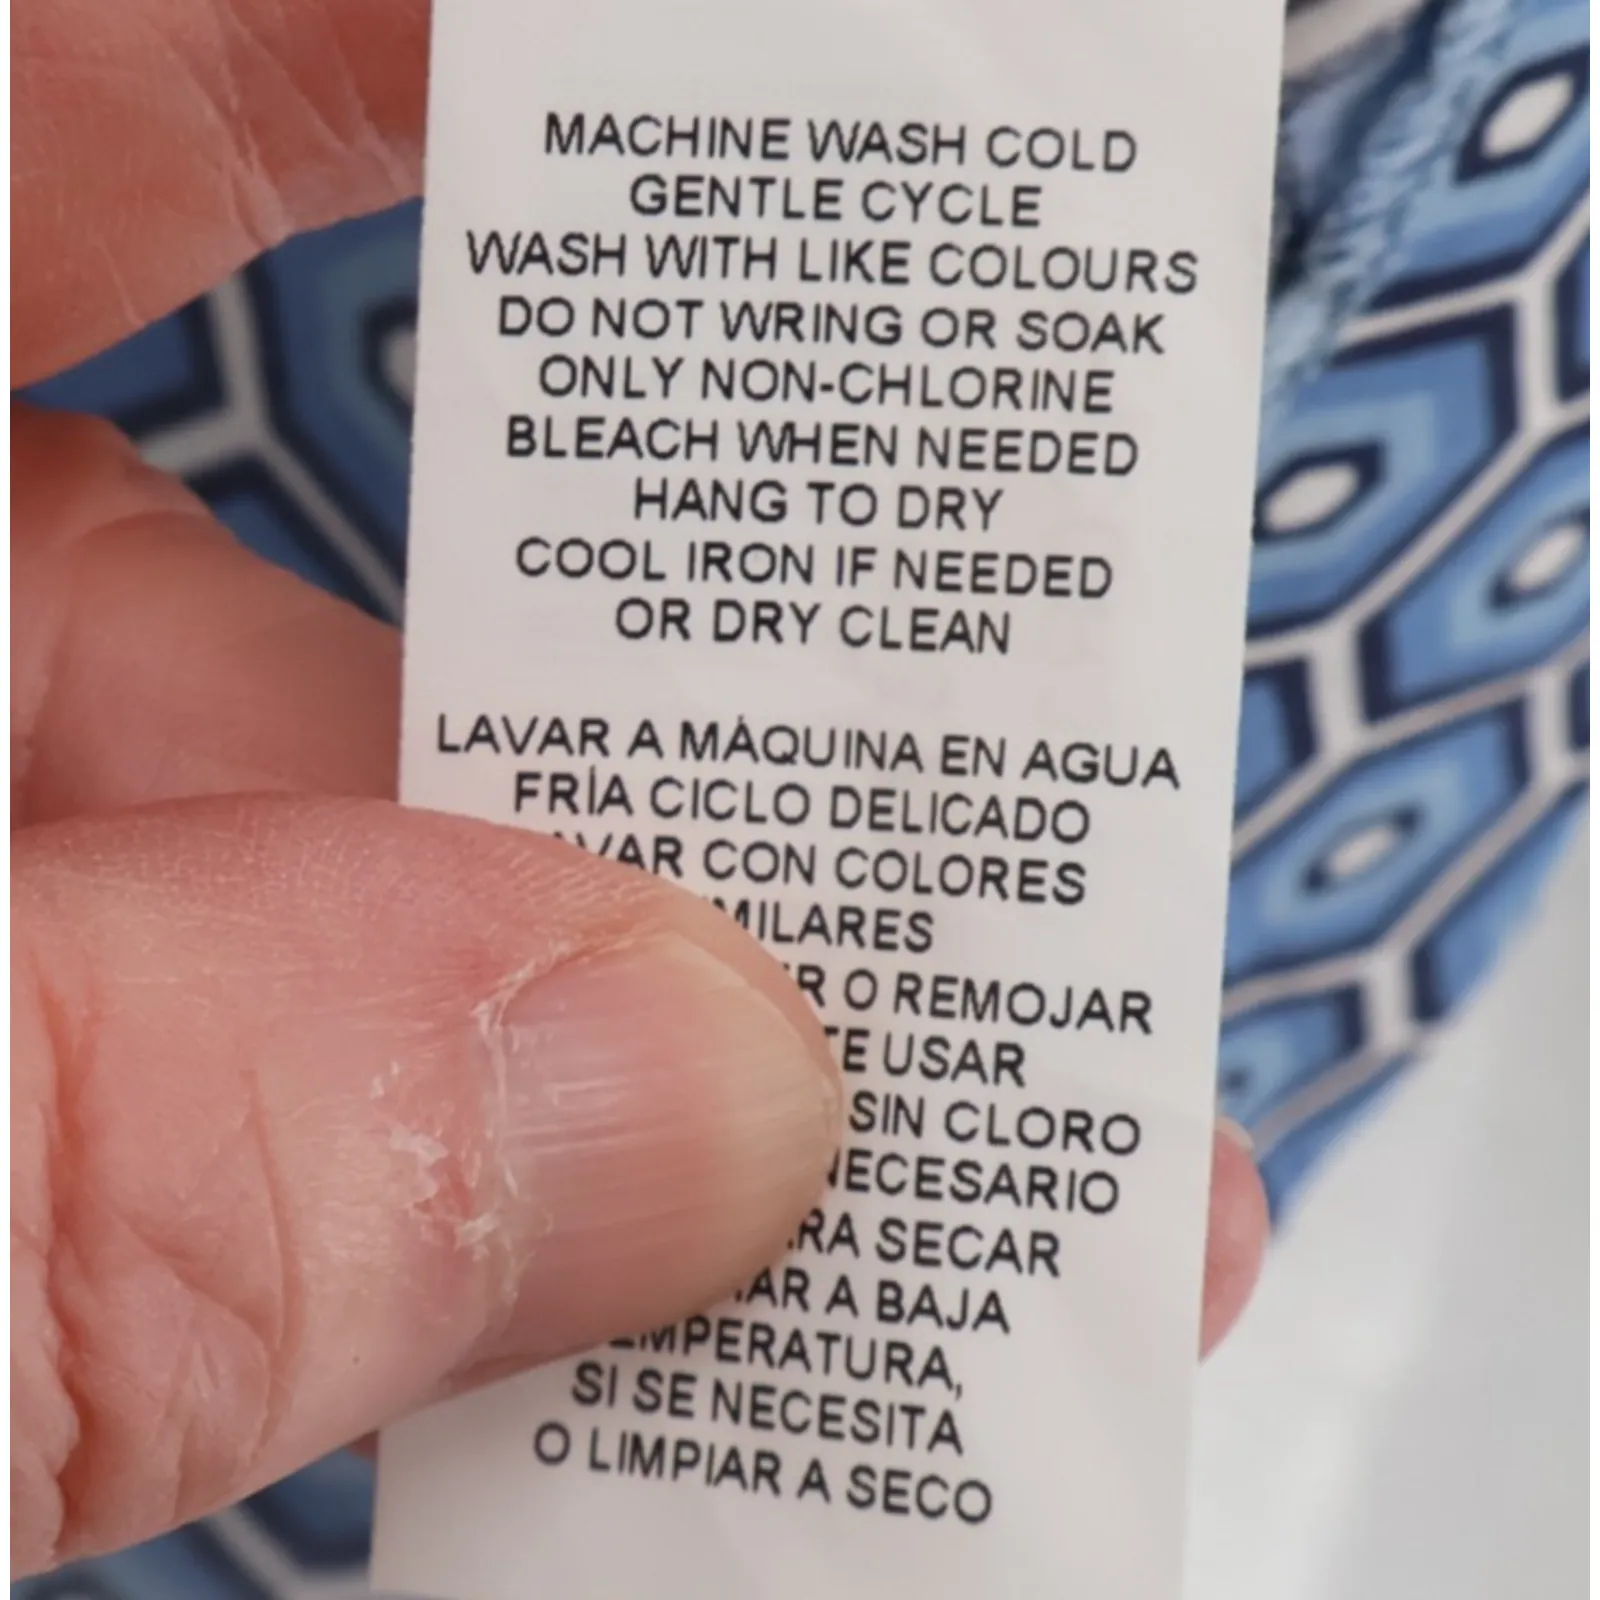 MACHINE WASH COLD
GENTLE CYCLE
WASH WITH LIKE COLOURS
DO NOT WRING OR SOAK
ONLY NON-CHLORINE
BLEACH WHEN NEEDED
HANG TO DRY
COOL IRON IF NEEDED
OR DRY CLEAN
LAVAR A MÁQUINA EN AGUA
FRÍA CICLO DELICADO
CON COLORES
O REMOJAR
USAR
SIN CLORO
NECESARIO
SECAR
A BAJA
TEMPERATURA,
SI SE NECESITA
O LIMPIAR A SECO